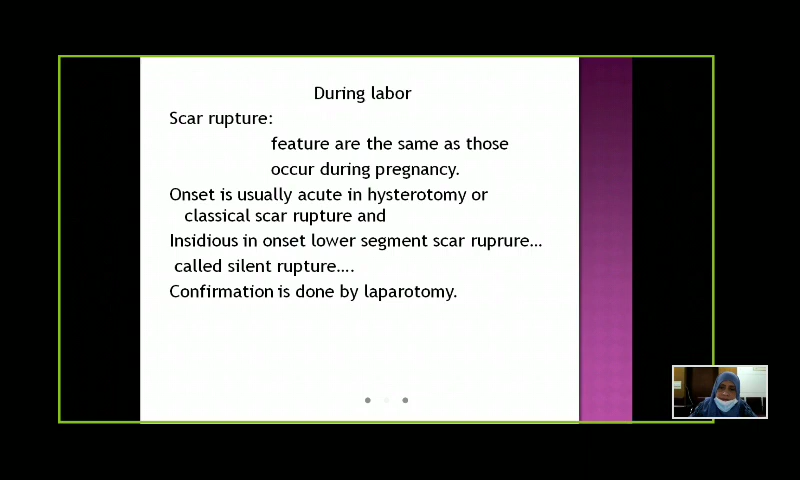 During labor
Scar rupture:
feature are the same as those
occur during pregnancy.
Onset is usually acute in hysterotomy or
classical scar rupture and
Insidious in onset lower segment scar ruprure...
called silent rupture....
Confirmation is done by laparotomy.